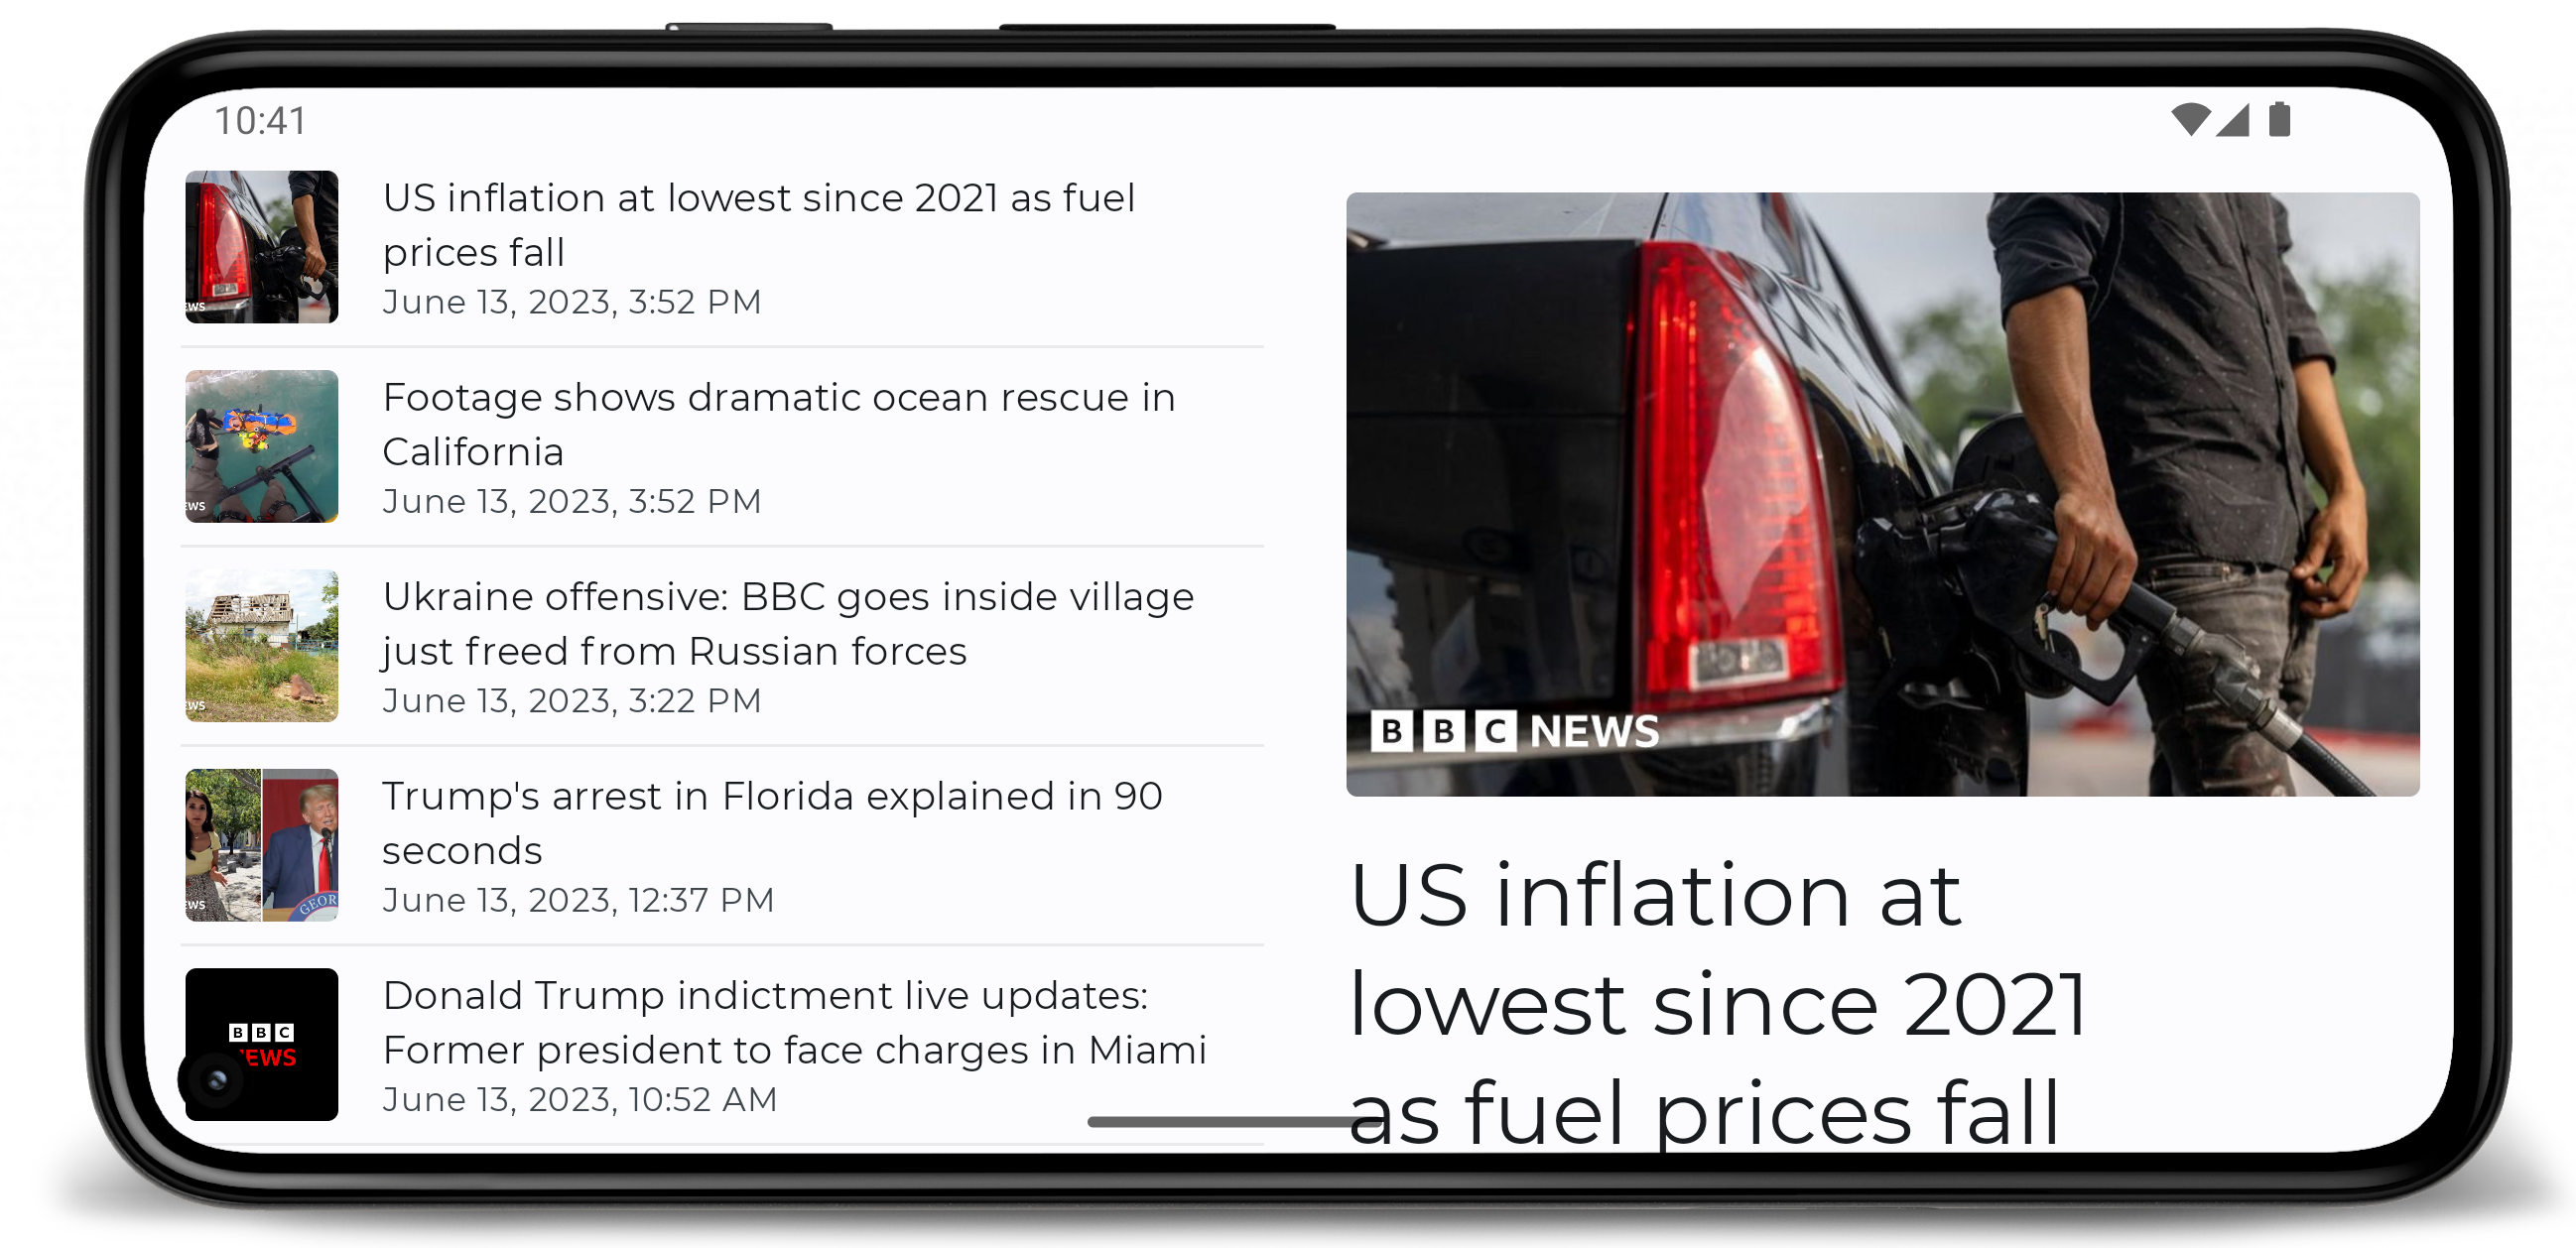 10:41
US inflation at lowest since 2021 as fuel
prices fall
June 13, 2023, 3:52 PM
Footage shows dramatic ocean rescue in
California
June 13, 2023, 3:52 PM
Ukraine offensive: BBC goes inside village
just freed from Russian forces
June 13, 2023, 3:22 PM
Trump's arrest in Florida explained in 90
seconds
June 13, 2023, 12:37 PM
Donald Trump indictment live updates:
Former president to face charges in Miami
June 13, 2023, 10:52 AM
BBC
BBC NEWS
US inflation at
lowest since 2021
as fuel prices fall